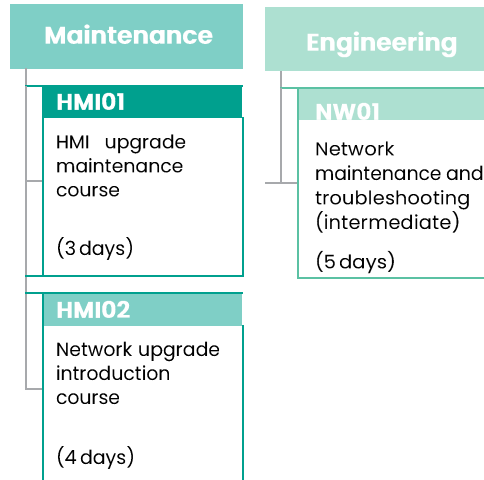 Maintenance
HMI01
HMI upgrade
maintenance
course
(3 days)
HMI02
Network upgrade
introduction
course
(4 days)
Engineering
NW01
Network
maintenance and
troubleshooting
(intermediate)
(5 days)